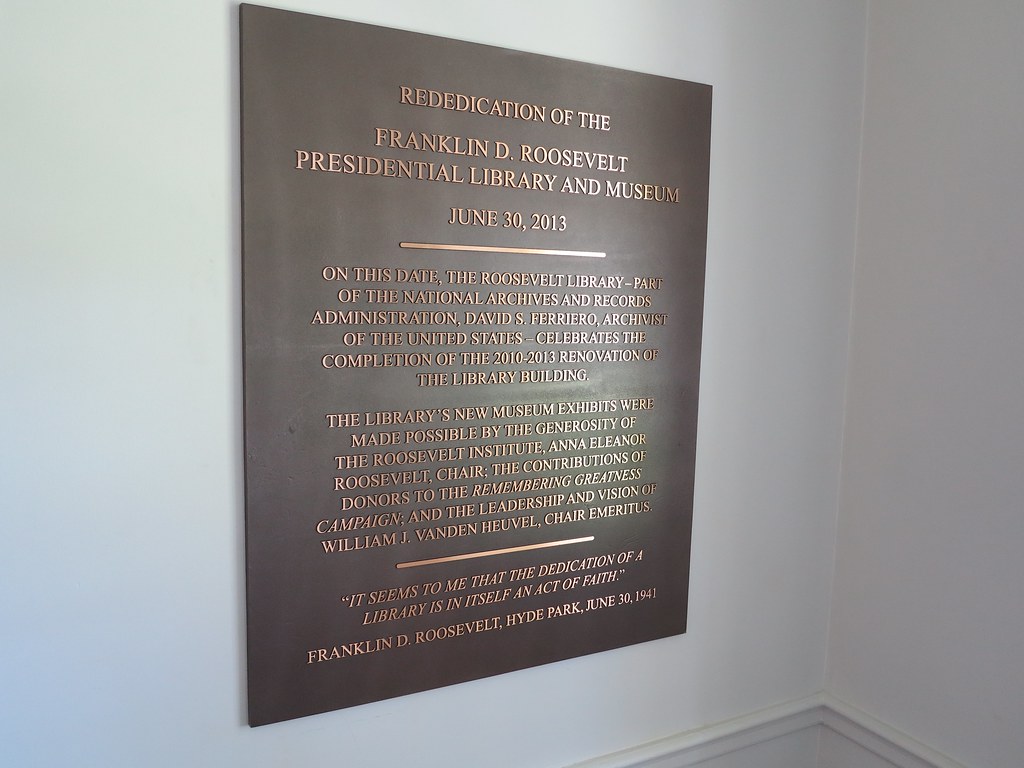 REDEDICATION OF THE
FRANKLIN D. ROOSEVELT
PRESIDENTIAL LIBRARY AND MUSEUM
JUNE 30, 2013
ON THIS DATE, THE ROOSEVELT LIBRARY – PART
OF THE NATIONAL ARCHIVES AND RECORDS
ADMINISTRATION, DAVID S. FERRIERO, ARCHIVIST
OF THE UNITED STATES – CELEBRATES THE
COMPLETION OF THE 2010-2013 RENOVATION OF
THE LIBRARY BUILDING.
THE LIBRARY'S NEW MUSEUM EXHIBITS WERE
MADE POSSIBLE BY THE GENEROSITY OF
THE ROOSEVELT INSTITUTE, ANNA ELEANOR
ROOSEVELT, CHAIR; THE CONTRIBUTIONS OF
DONORS TO THE REMEMBERING GREATNESS
CAMPAIGN; AND THE LEADERSHIP AND VISION OF
WILLIAM J. VANDEN HEUVEL, CHAIR EMERITUS.
“IT SEEMS TO ME THAT THE DEDICATION OF A
LIBRARY IS IN ITSELF AN ACT OF FAITH.”
FRANKLIN D. ROOSEVELT, HYDE PARK, JUNE 30, 1941